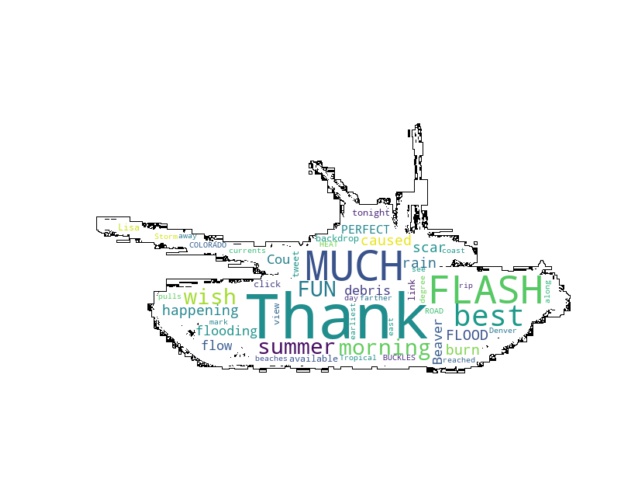 tonight
Lisa
Storm away
PERFECT
Backdrop
caused
COLORADO
HEAT
scar
currents
coast
Cou
tweet
MUCH
rain
see
click
FUN
debris
link
degree
FLASH
rip
along
pulls
wish
day
farther
happening
view
Thank
earliest
east
ROAD
best
mark
flooding
Beaver
FLOOD
Denver
flow
summer
morning
burn
beaches
available
Tropical
BUCKLES
reached